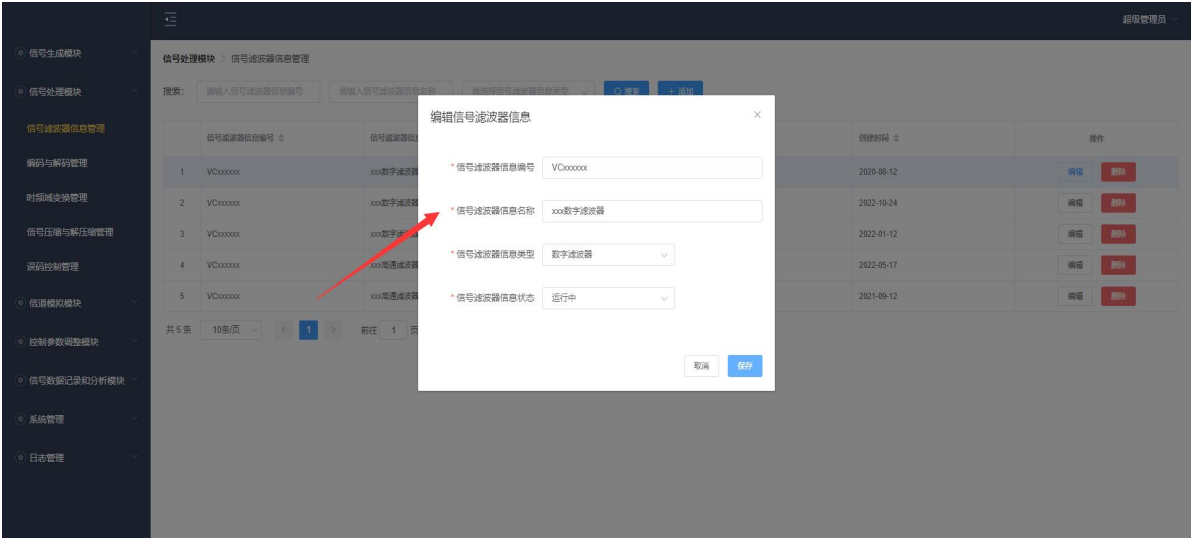 超级管理员
信号生成模块
信号处理模块
信号滤波器信息管理
编码与解码管理
时频域变换管理
信号压缩与解压缩管理
误码控制管理
信道模拟模块
控制参数调整模块
信号数据记录和分析模块
系统管理
日志管理
信号处理模块 > 信号滤波器信息管理
搜索: 请输入信号滤波器信息编号 请输入信号滤波器信息名称 请选择信号滤波器信息类型 搜索 + 添加
信号滤波器信息编号 信号滤波器信息 创建时间 操作
1 VCxxxxxx xxx数字滤波器 2020-08-12 编辑 删除
2 VCxxxxxx xxx数字滤波器 2022-10-24 编辑 删除
3 VCxxxxxx xxx数字滤波器 2022-01-12 编辑 删除
4 VCxxxxxx xxx高通滤波器 2022-05-17 编辑 删除
5 VCxxxxxx xxx高通滤波器 2021-09-12 编辑 删除
共 5 条 10条/页 < 1 > 前往 1 页
编辑信号滤波器信息
* 信号滤波器信息编号 VCxxxxxx
* 信号滤波器信息名称 xxx数字滤波器
* 信号滤波器信息类型 数字滤波器
* 信号滤波器信息状态 运行中
取消 保存